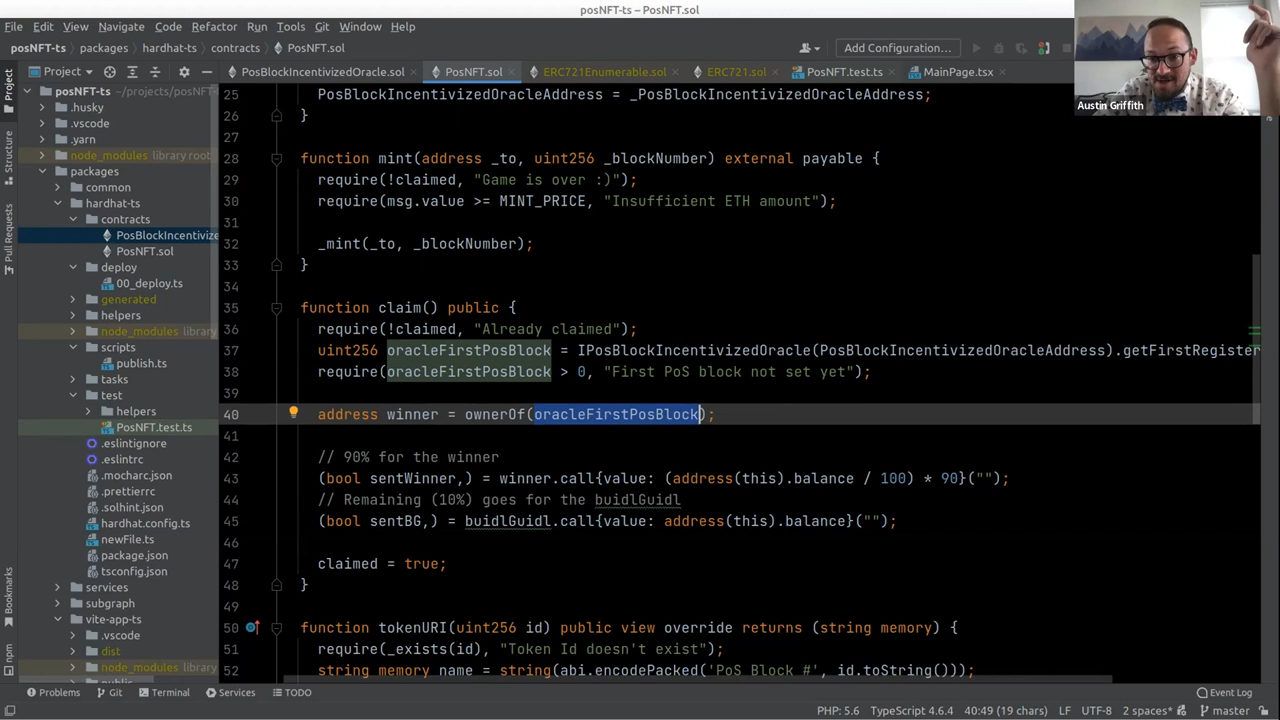 posNFT-ts – PosNFT.sol
File Edit View Navigate Code Refactor Run Tools Git Window Help
posNFT-ts packages hardhat-ts contracts PosNFT.sol
Add Configuration...
Project
PosBlockIncentivizedOracle.sol PosNFT.sol ERC721Enumerable.sol ERC721.sol PosNFT.test.ts MainPage.tsx
Austin Griffith
Project
Structure
Pull Requests
Bookmarks
npm
posNFT-ts ~/projects/posNFT-
.husky
.vscode
.yarn
node_modules library root
packages
common
hardhat-ts
contracts
PosBlockIncentivize
PosNFT.sol
deploy
00_deploy.ts
generated
helpers
node_modules library
scripts
publish.ts
tasks
test
helpers
PosNFT.test.ts
.eslintignore
.eslintrc
.mocharc.json
.prettierrc
.solhint.json
hardhat.config.ts
newFile.ts
package.json
tsconfig.json
services
subgraph
vite-app-ts
.vscode
dist
node_modules library
25 PosBlockIncentivizedOracleAddress = _PosBlockIncentivizedOracleAddress;
26 }
27
28 function mint(address _to, uint256 _blockNumber) external payable {
29 require(!claimed, "Game is over :)");
30 require(msg.value >= MINT_PRICE, "Insufficient ETH amount");
31
32 _mint(_to, _blockNumber);
33 }
34
35 function claim() public {
36 require(!claimed, "Already claimed");
37 uint256 oracleFirstPosBlock = IPosBlockIncentivizedOracle(PosBlockIncentivizedOracleAddress).getFirstRegister
38 require(oracleFirstPosBlock > 0, "First PoS block not set yet");
39
40 address winner = ownerOf(oracleFirstPosBlock);
41
42 // 90% for the winner
43 (bool sentWinner,) = winner.call{value: (address(this).balance / 100) * 90}("");
44 // Remaining (10%) goes for the buidlGuidl
45 (bool sentBG,) = buidlGuidl.call{value: address(this).balance}("");
46
47 claimed = true;
48 }
49
50 function tokenURI(uint256 id) public view override returns (string memory) {
51 require(_exists(id), "Token Id doesn't exist");
52 string memory name = string(abi.encodePacked('PoS Block #', id.toString()));
Problems Git Terminal Services TODO
Event Log
PHP: 5.6 TypeScript 4.6.4 40:49 (19 chars) LF UTF-8 2 spaces* master